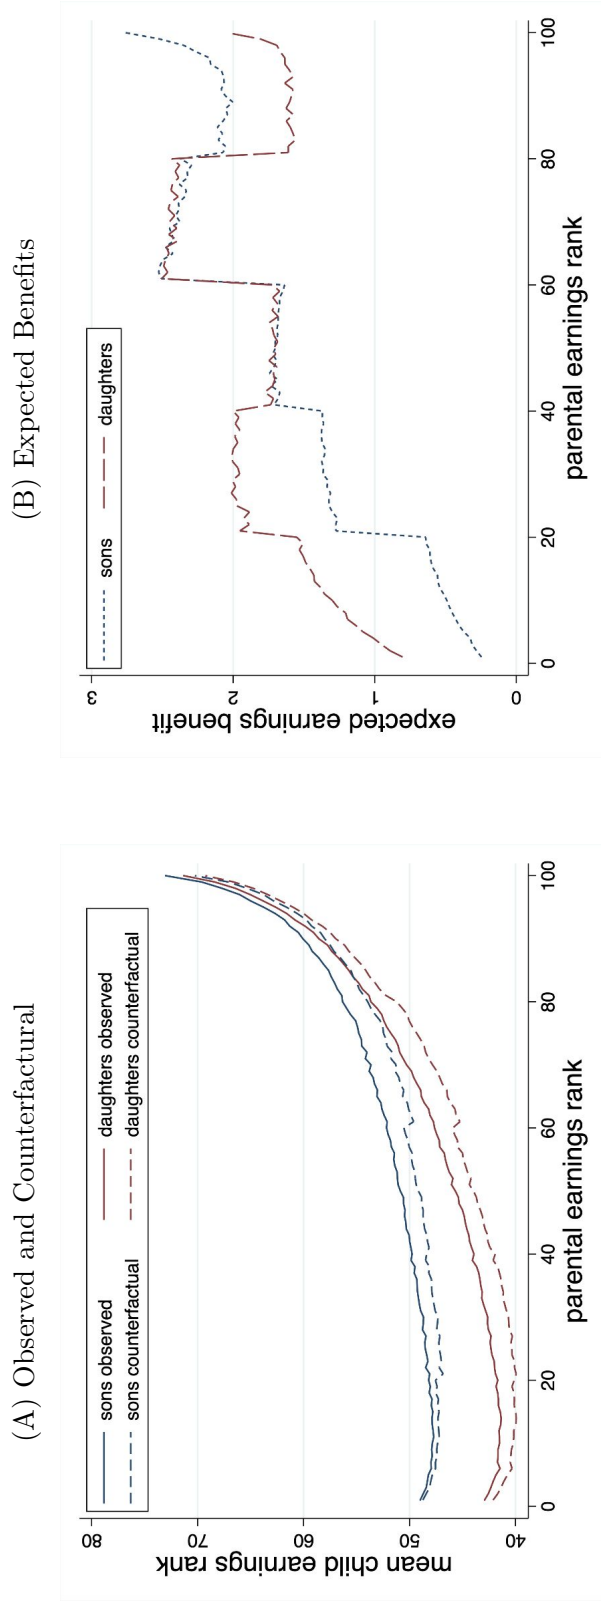 (A) Observed and Counterfactural
sons observed
daughters observed
sons counterfactual
daughters counterfactual
mean child earnings rank
80
70
60
50
40
0
20
40
60
80
100
parental earnings rank
(B) Expected Benefits
sons
daughters
expected earnings benefit
3
2
1
0
0
20
40
60
80
100
parental earnings rank